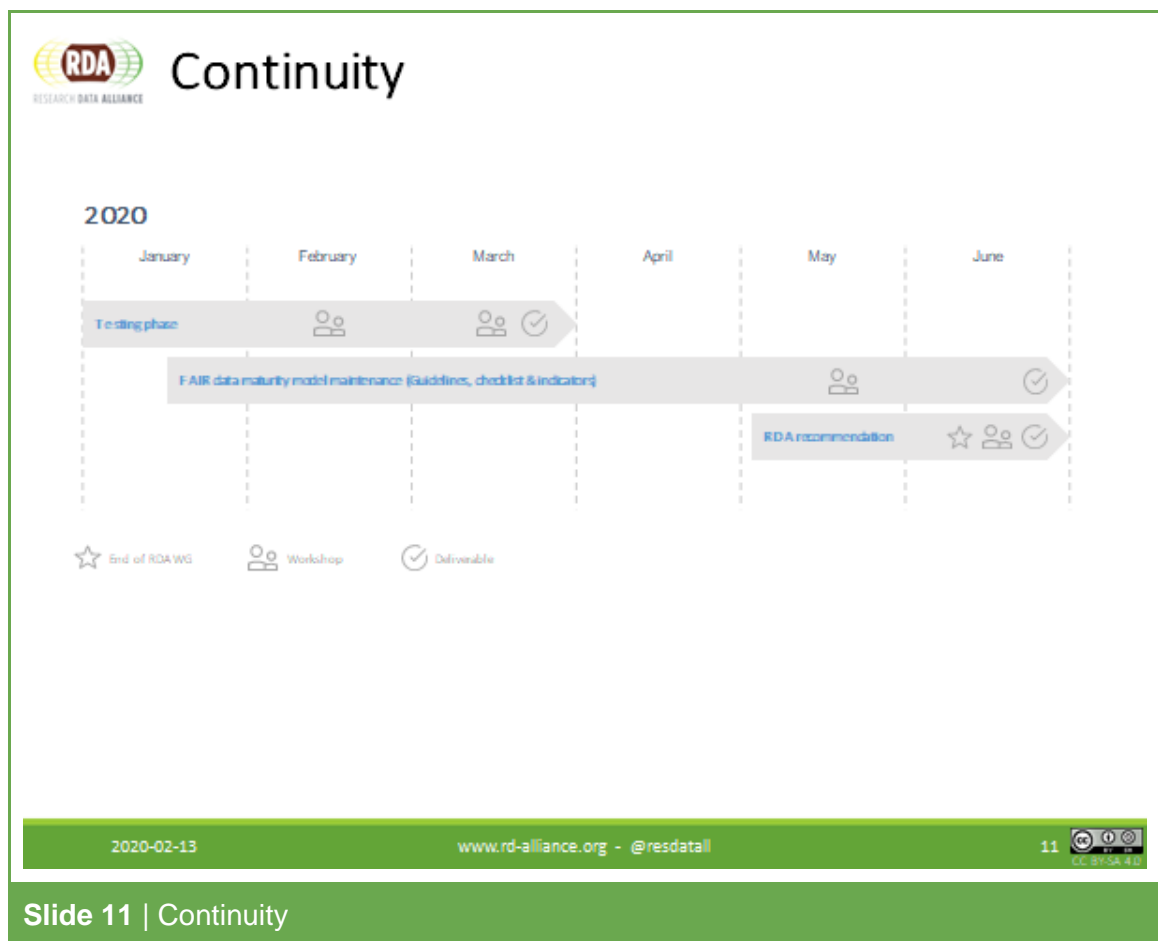 RDA
RESEARCH DATA ALLIANCE
Continuity
2020
January February March April May June
Testing phase
FAIR data maturity model maintenance (Guidelines, checklist & indicators)
RDA recommendation
End of RDA WG Workshop Deliverable
2020-02-13 www.rd-alliance.org - @resdatall 11
CC BY-SA 4.0
Slide 11 | Continuity